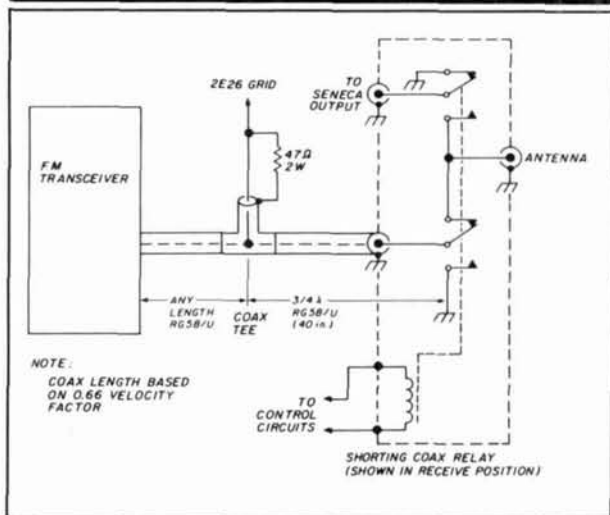 2E26 GRID
FM
TRANSCEIVER
47Ω
2W
TO
SENECA
OUTPUT
ANTENNA
ANY
LENGTH
RG58/U
COAX
TEE
3/4 λ
RG58/U
(40 in.)
NOTE:
COAX LENGTH BASED
ON 0.66 VELOCITY
FACTOR
TO
CONTROL
CIRCUITS
SHORTING COAX RELAY
(SHOWN IN RECEIVE POSITION)